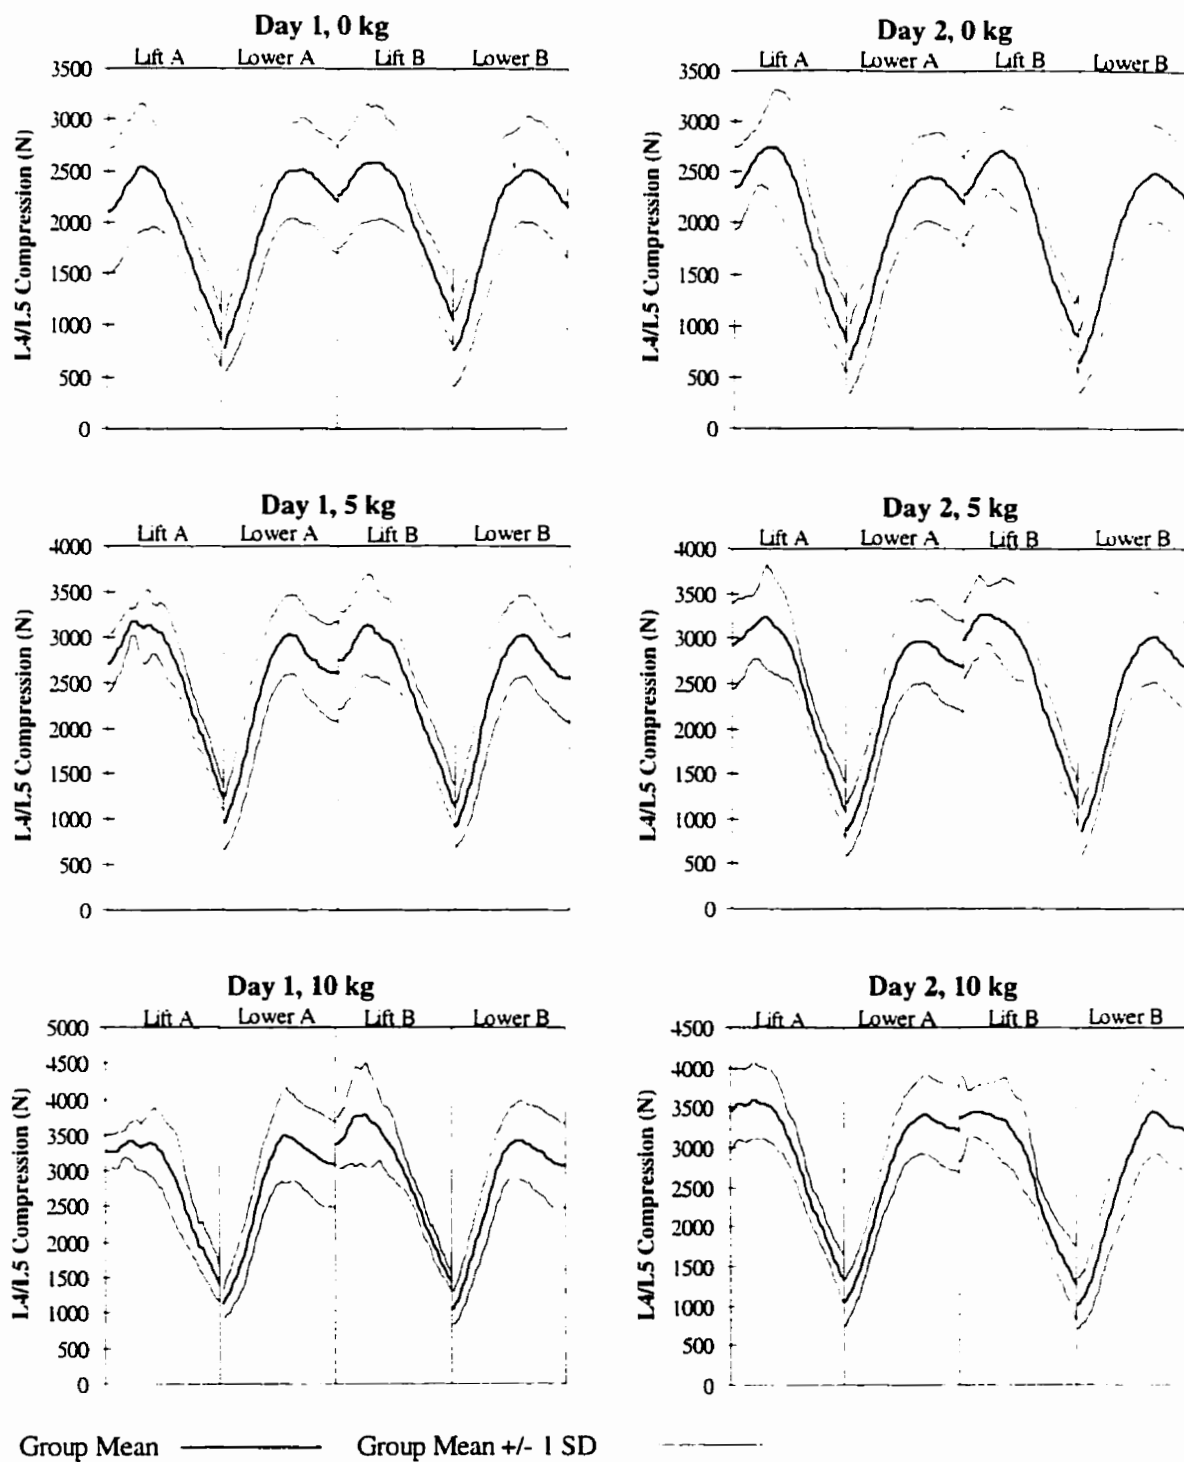 Day 1, 0 kg
Lift A Lower A Lift B Lower B
L4/L5 Compression (N)
3500
3000
2500
2000
1500
1000
500
0
Day 2, 0 kg
Lift A Lower A Lift B Lower B
L4/L5 Compression (N)
3500
3000
2500
2000
1500
1000
500
0
Day 1, 5 kg
Lift A Lower A Lift B Lower B
L4/L5 Compression (N)
4000
3500
3000
2500
2000
1500
1000
500
0
Day 2, 5 kg
Lift A Lower A Lift B Lower B
L4/L5 Compression (N)
4000
3500
3000
2500
2000
1500
1000
500
0
Day 1, 10 kg
Lift A Lower A Lift B Lower B
L4/L5 Compression (N)
5000
4500
4000
3500
3000
2500
2000
1500
1000
500
0
Day 2, 10 kg
Lift A Lower A Lift B Lower B
L4/L5 Compression (N)
4500
4000
3500
3000
2500
2000
1500
1000
500
0
Group Mean Group Mean +/- 1 SD